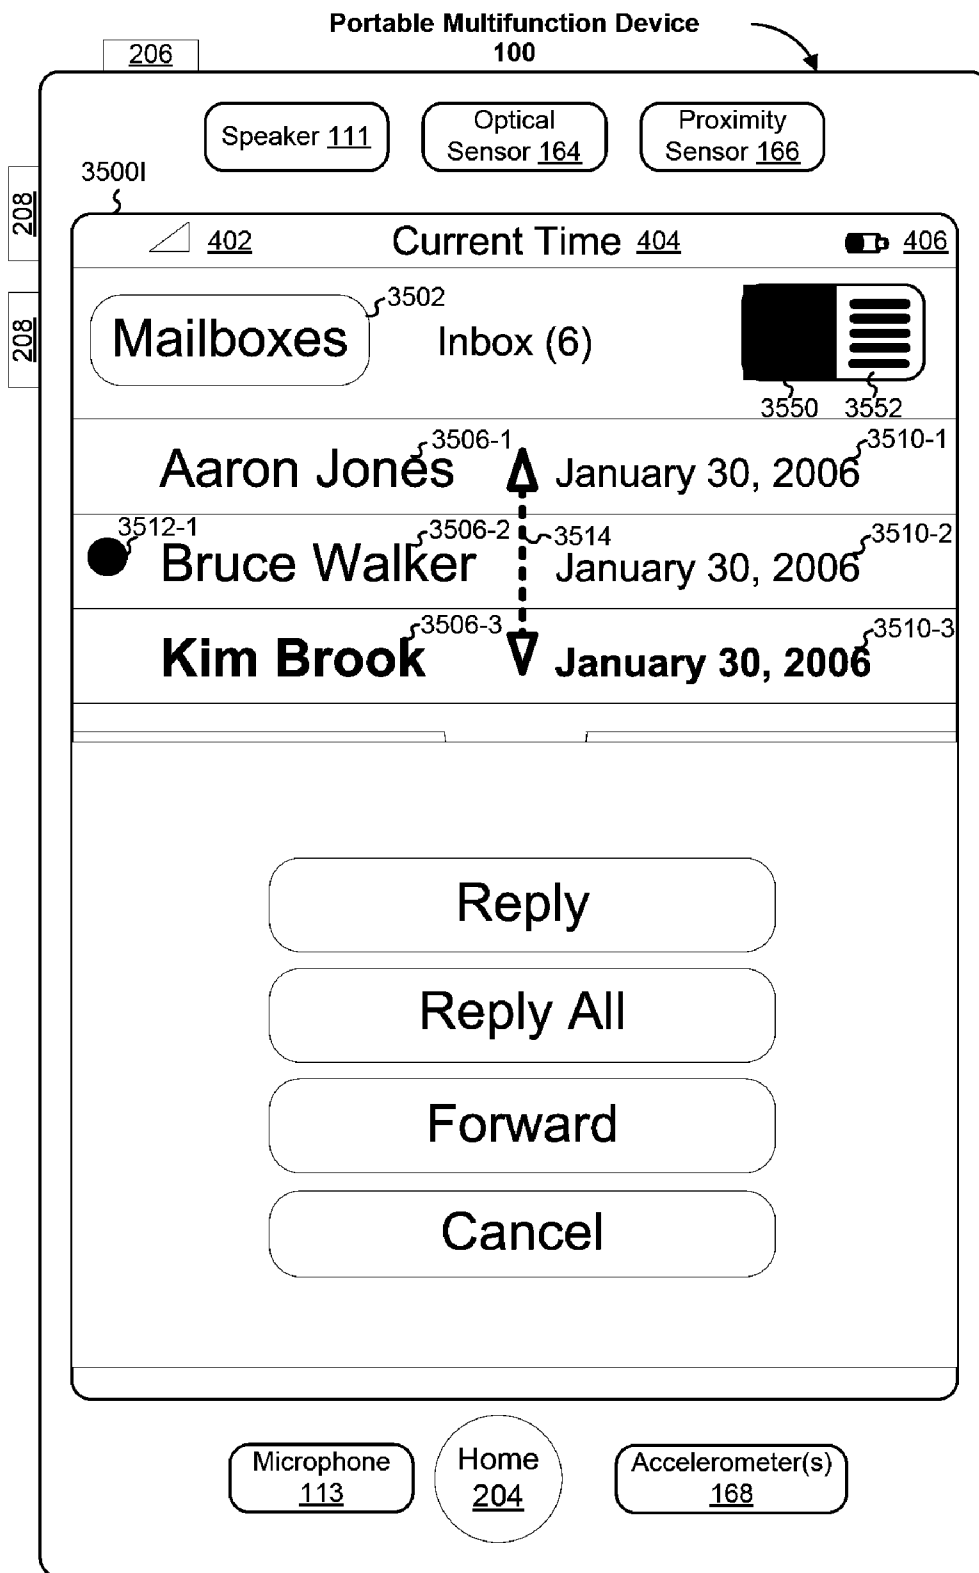 Portable Multifunction Device
100
206
Speaker 111
Optical
Sensor 164
Proximity
Sensor 166
208
208
3500I
402
Current Time 404
406
Mailboxes
3502
Inbox (6)
3550
3552
Aaron Jones
3506-1
January 30, 2006
3510-1
3512-1
Bruce Walker
3506-2
3514
January 30, 2006
3510-2
Kim Brook
3506-3
January 30, 2006
3510-3
Reply
Reply All
Forward
Cancel
Microphone
113
Home
204
Accelerometer(s)
168